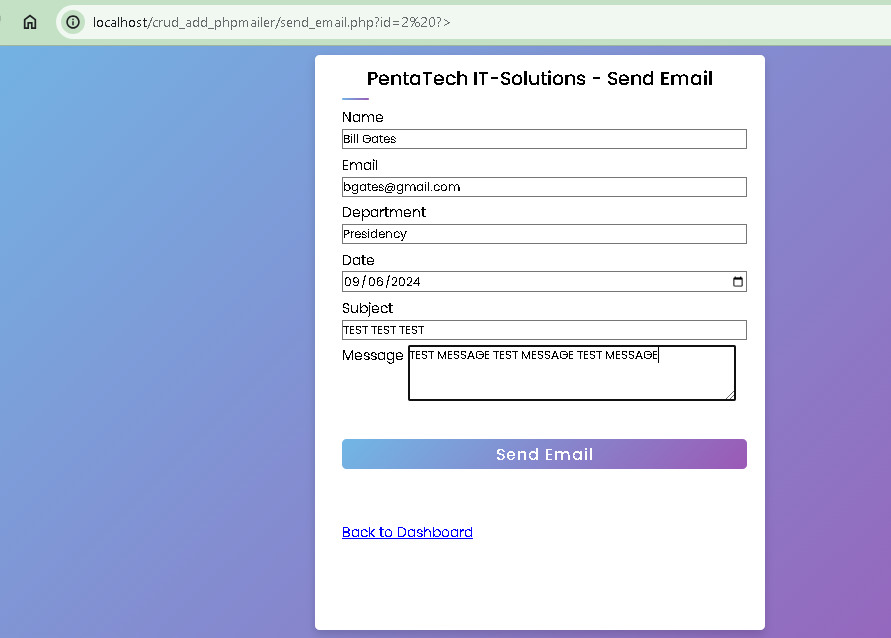 localhost/crud_add_phpmailer/send_email.php?id=2%20?>
PentaTech IT-Solutions - Send Email
Name
Bill Gates
Email
bgates@gmail.com
Department
Presidency
Date
09/06/2024
Subject
TEST TEST TEST
Message TEST MESSAGE TEST MESSAGE TEST MESSAGE
Send Email
Back to Dashboard